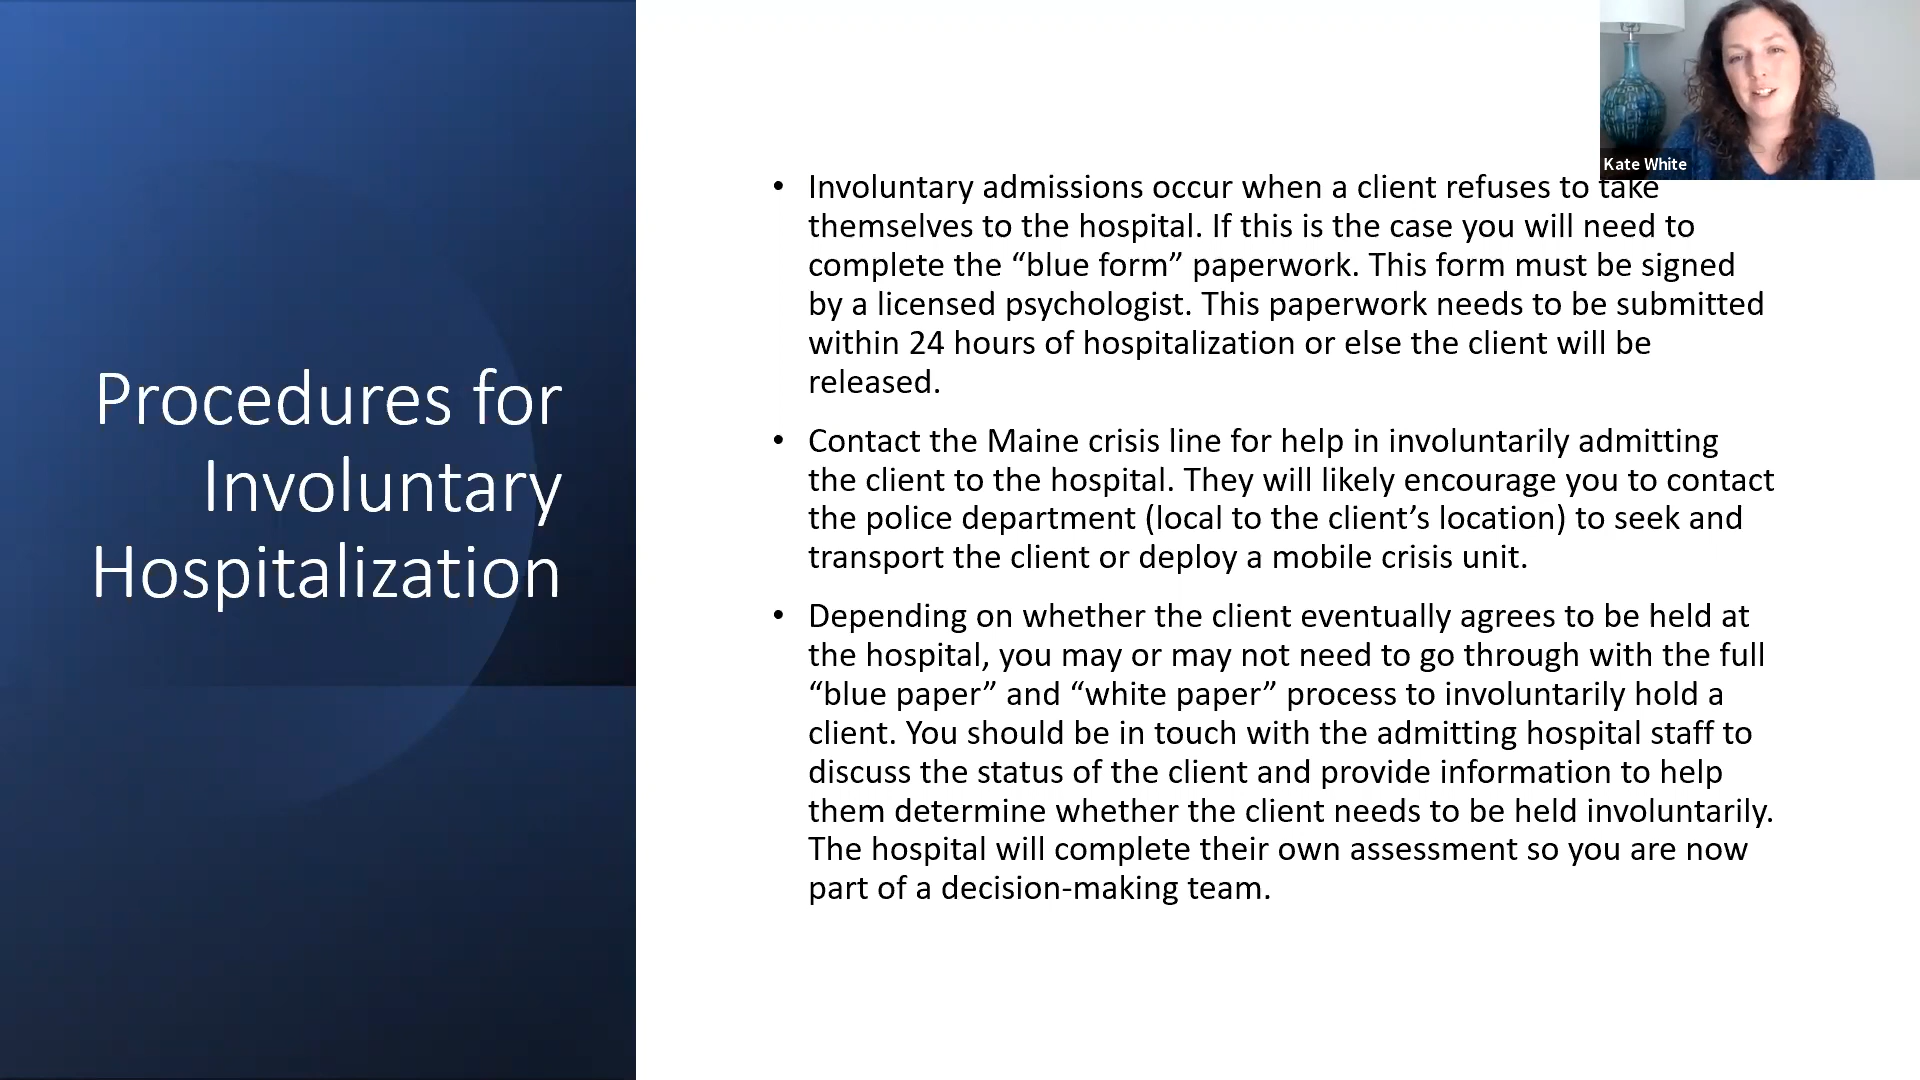 Procedures for
Involuntary
Hospitalization
Kate White
• Involuntary admissions occur when a client refuses to take
themselves to the hospital. If this is the case you will need to
complete the “blue form” paperwork. This form must be signed
by a licensed psychologist. This paperwork needs to be submitted
within 24 hours of hospitalization or else the client will be
released.
• Contact the Maine crisis line for help in involuntarily admitting
the client to the hospital. They will likely encourage you to contact
the police department (local to the client’s location) to seek and
transport the client or deploy a mobile crisis unit.
• Depending on whether the client eventually agrees to be held at
the hospital, you may or may not need to go through with the full
“blue paper” and “white paper” process to involuntarily hold a
client. You should be in touch with the admitting hospital staff to
discuss the status of the client and provide information to help
them determine whether the client needs to be held involuntarily.
The hospital will complete their own assessment so you are now
part of a decision-making team.